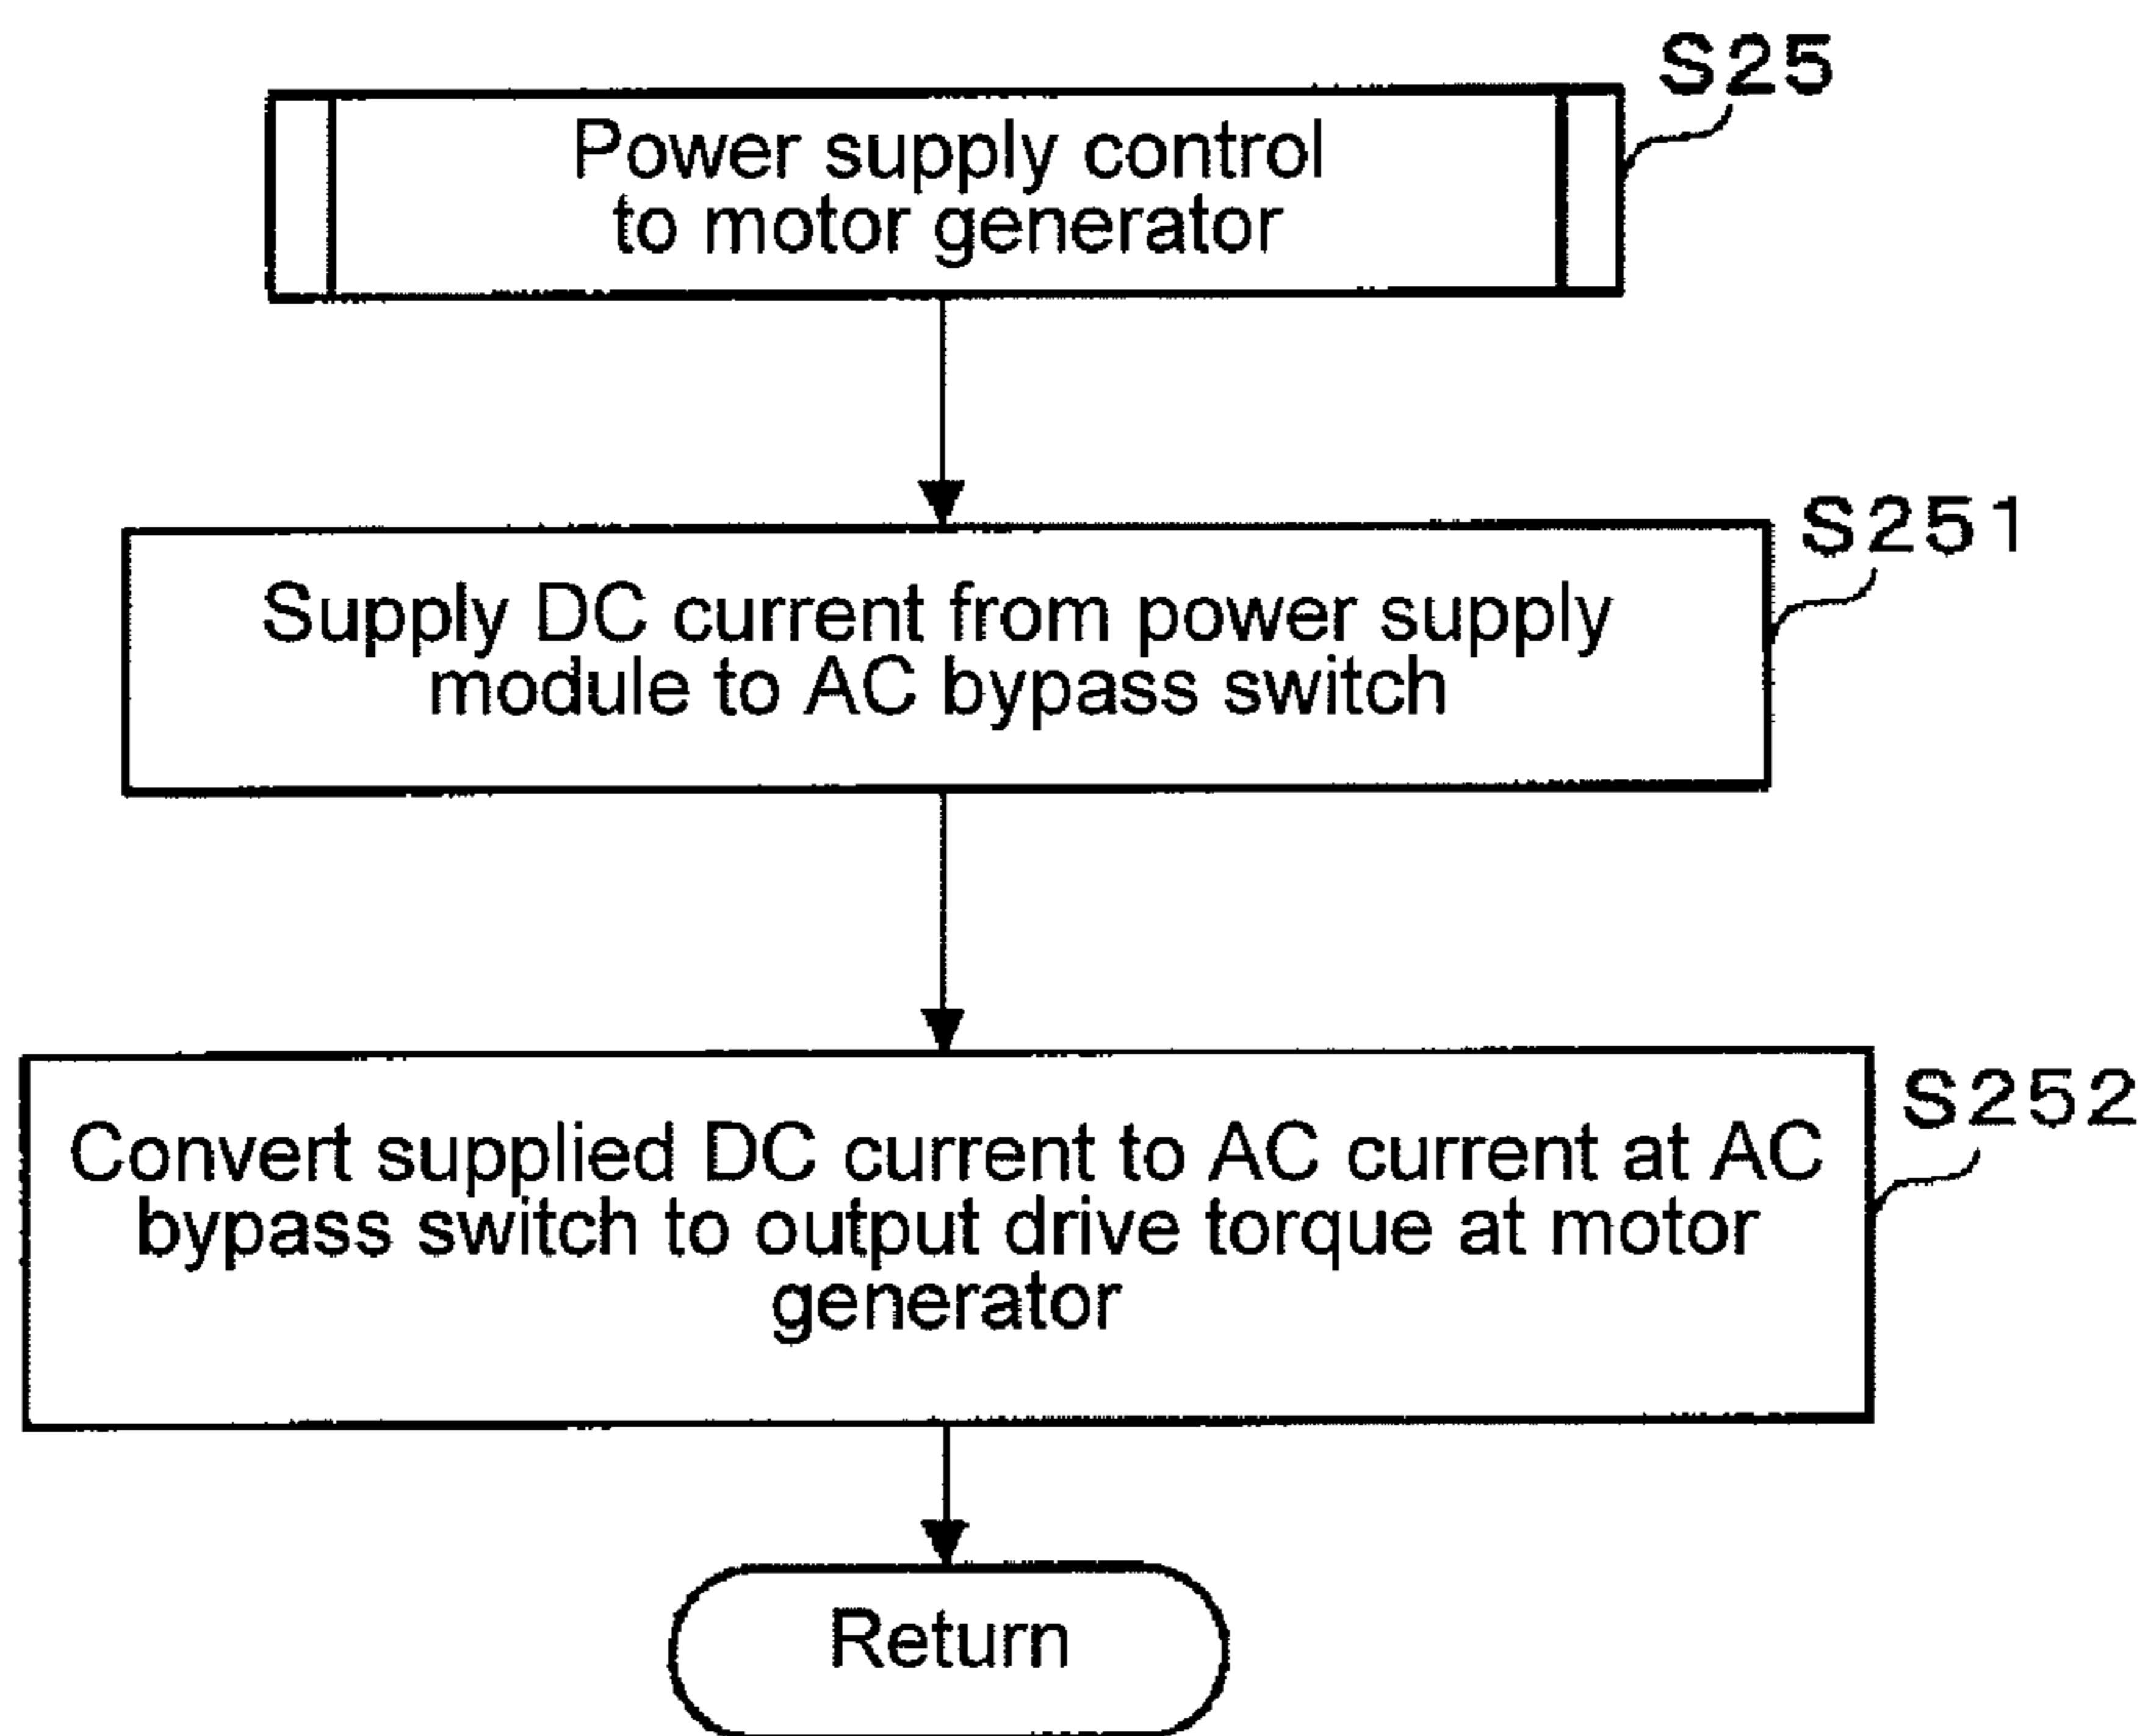 S25
Power supply control
to motor generator
S251
Supply DC current from power supply
module to AC bypass switch
S252
Convert supplied DC current to AC current at AC
bypass switch to output drive torque at motor
generator
Return